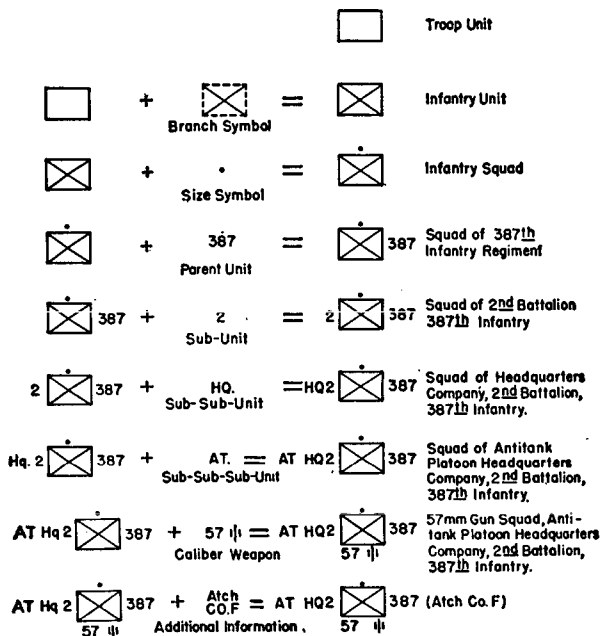 Troop Unit
+ = Infantry Unit
Branch Symbol
+ • = Infantry Squad
Size Symbol
387 Squad of 387th
+ 387 = Infantry Regiment
Parent Unit
387 + 2 = 2 387 Squad of 2nd Battalion
Sub-Unit 387th Infantry
2 387 + HQ. = HQ2 387 Squad of Headquarters
Sub-Sub-Unit Company, 2nd Battalion,
387th Infantry.
Hq. 2 387 + AT. = AT HQ2 387 Squad of Antitank
Sub-Sub-Sub-Unit Platoon Headquarters
Company, 2nd Battalion,
387th Infantry.
AT Hq 2 387 + 57 = AT HQ2 387 57mm Gun Squad, Anti-
Caliber Weapon 57 tank Platoon Headquarters
Company, 2nd Battalion,
387th Infantry.
AT Hq 2 387 + Atch = AT HQ2 387 (Atch Co. F)
CO. F
57 Additional Information, 57